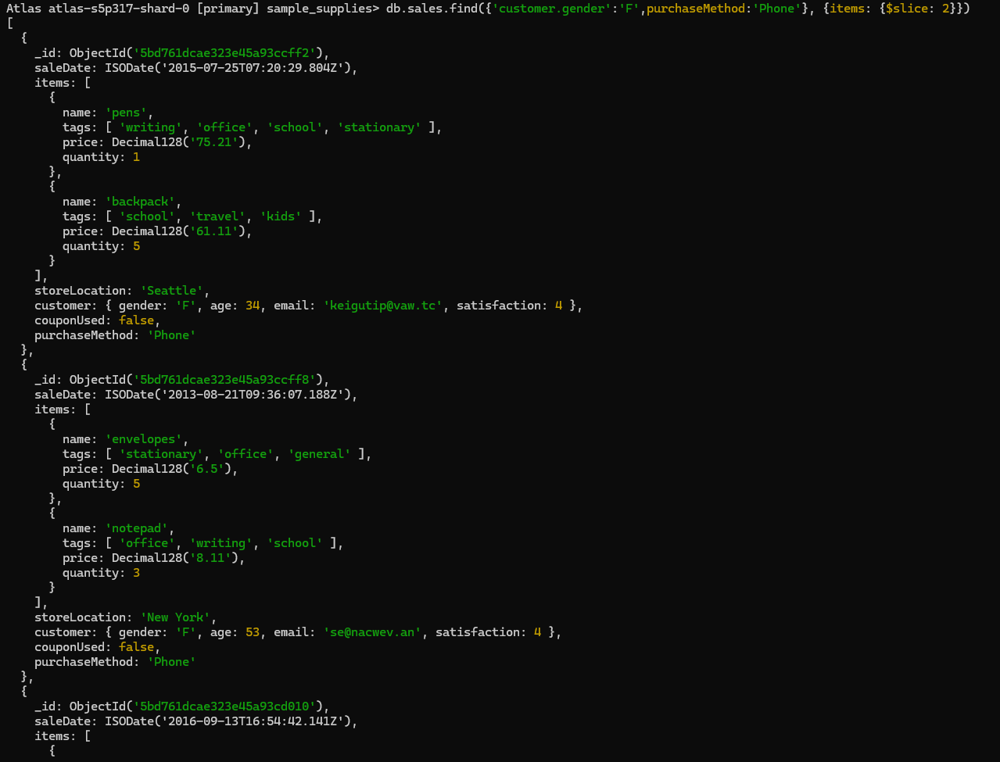 Atlas atlas-s5p317-shard-0 [primary] sample_supplies> db.sales.find({'customer.gender':'F',purchaseMethod:'Phone'}, {items: {$slice: 2}})
[
  {
    _id: ObjectId('5bd761dcae323e45a93ccff2'),
    saleDate: ISODate('2015-07-25T07:20:29.804Z'),
    items: [
      {
        name: 'pens',
        tags: [ 'writing', 'office', 'school', 'stationary' ],
        price: Decimal128('75.21'),
        quantity: 1
      },
      {
        name: 'backpack',
        tags: [ 'school', 'travel', 'kids' ],
        price: Decimal128('61.11'),
        quantity: 5
      }
    ],
    storeLocation: 'Seattle',
    customer: { gender: 'F', age: 34, email: 'keigutip@vaw.tc', satisfaction: 4 },
    couponUsed: false,
    purchaseMethod: 'Phone'
  },
  {
    _id: ObjectId('5bd761dcae323e45a93ccff8'),
    saleDate: ISODate('2013-08-21T09:36:07.188Z'),
    items: [
      {
        name: 'envelopes',
        tags: [ 'stationary', 'office', 'general' ],
        price: Decimal128('6.5'),
        quantity: 5
      },
      {
        name: 'notepad',
        tags: [ 'office', 'writing', 'school' ],
        price: Decimal128('8.11'),
        quantity: 3
      }
    ],
    storeLocation: 'New York',
    customer: { gender: 'F', age: 53, email: 'se@nacwev.an', satisfaction: 4 },
    couponUsed: false,
    purchaseMethod: 'Phone'
  },
  {
    _id: ObjectId('5bd761dcae323e45a93cd010'),
    saleDate: ISODate('2016-09-13T16:54:42.141Z'),
    items: [
      {